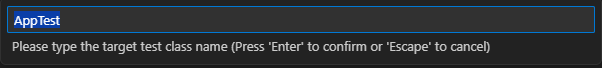 AppTest
Please type the target test class name (Press 'Enter' to confirm or 'Escape' to cancel)